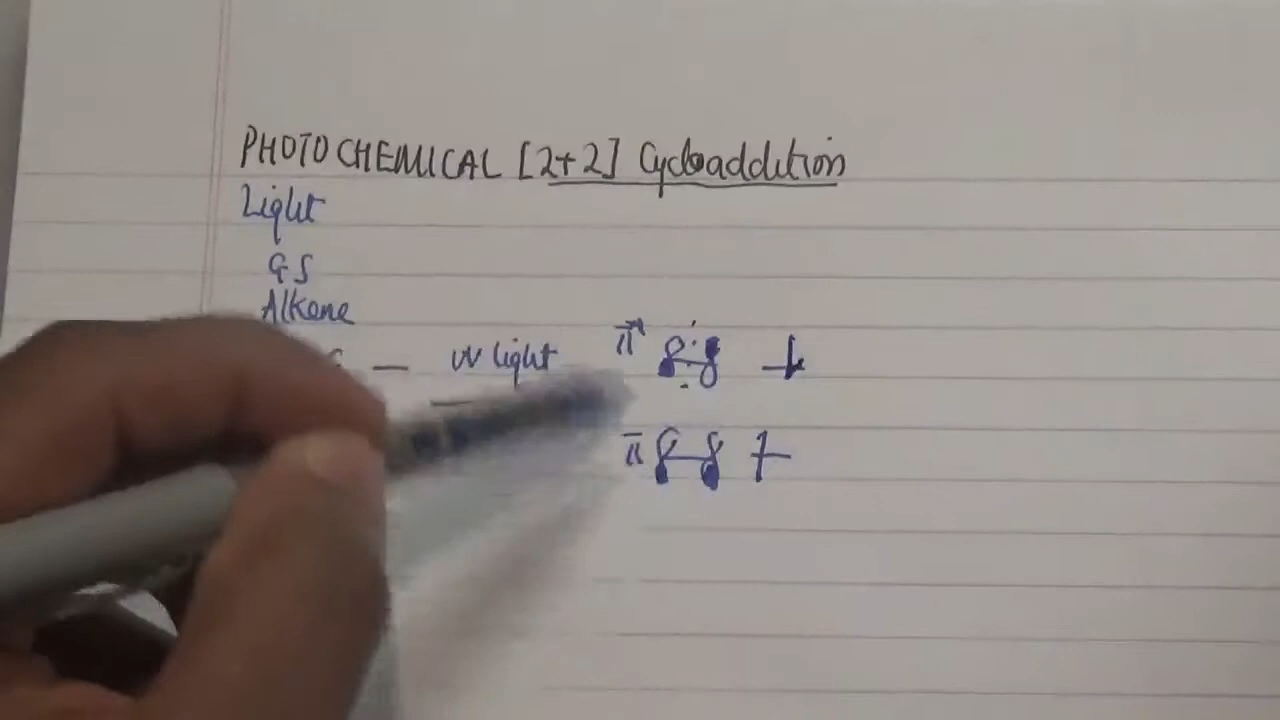 PHOTOCHEMICAL [2+2] Cycloaddition
Light
GS
Alkene
— UV light π*
π